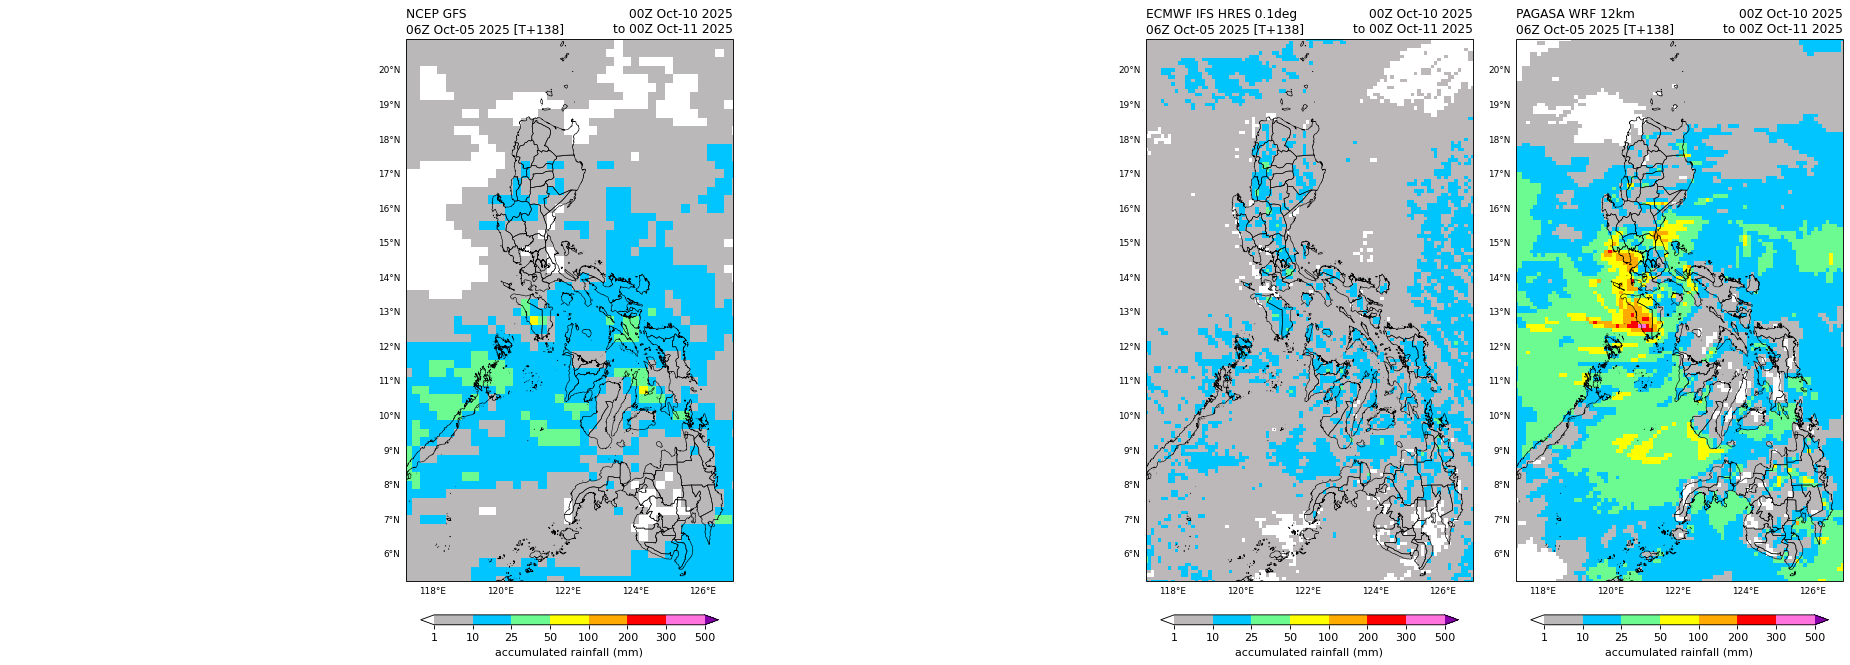 NCEP GFS 00Z Oct-10 2025
06Z Oct-05 2025 [T+138] to 00Z Oct-11 2025
20°N
19°N
18°N
17°N
16°N
15°N
14°N
13°N
12°N
11°N
10°N
9°N
8°N
7°N
6°N
118°E 120°E 122°E 124°E 126°E
1 10 25 50 100 200 300 500
accumulated rainfall (mm)
ECMWF IFS HRES 0.1deg 00Z Oct-10 2025
06Z Oct-05 2025 [T+138] to 00Z Oct-11 2025
20°N
19°N
18°N
17°N
16°N
15°N
14°N
13°N
12°N
11°N
10°N
9°N
8°N
7°N
6°N
118°E 120°E 122°E 124°E 126°E
1 10 25 50 100 200 300 500
accumulated rainfall (mm)
PAGASA WRF 12km 00Z Oct-10 2025
06Z Oct-05 2025 [T+138] to 00Z Oct-11 2025
20°N
19°N
18°N
17°N
16°N
15°N
14°N
13°N
12°N
11°N
10°N
9°N
8°N
7°N
6°N
118°E 120°E 122°E 124°E 126°E
1 10 25 50 100 200 300 500
accumulated rainfall (mm)